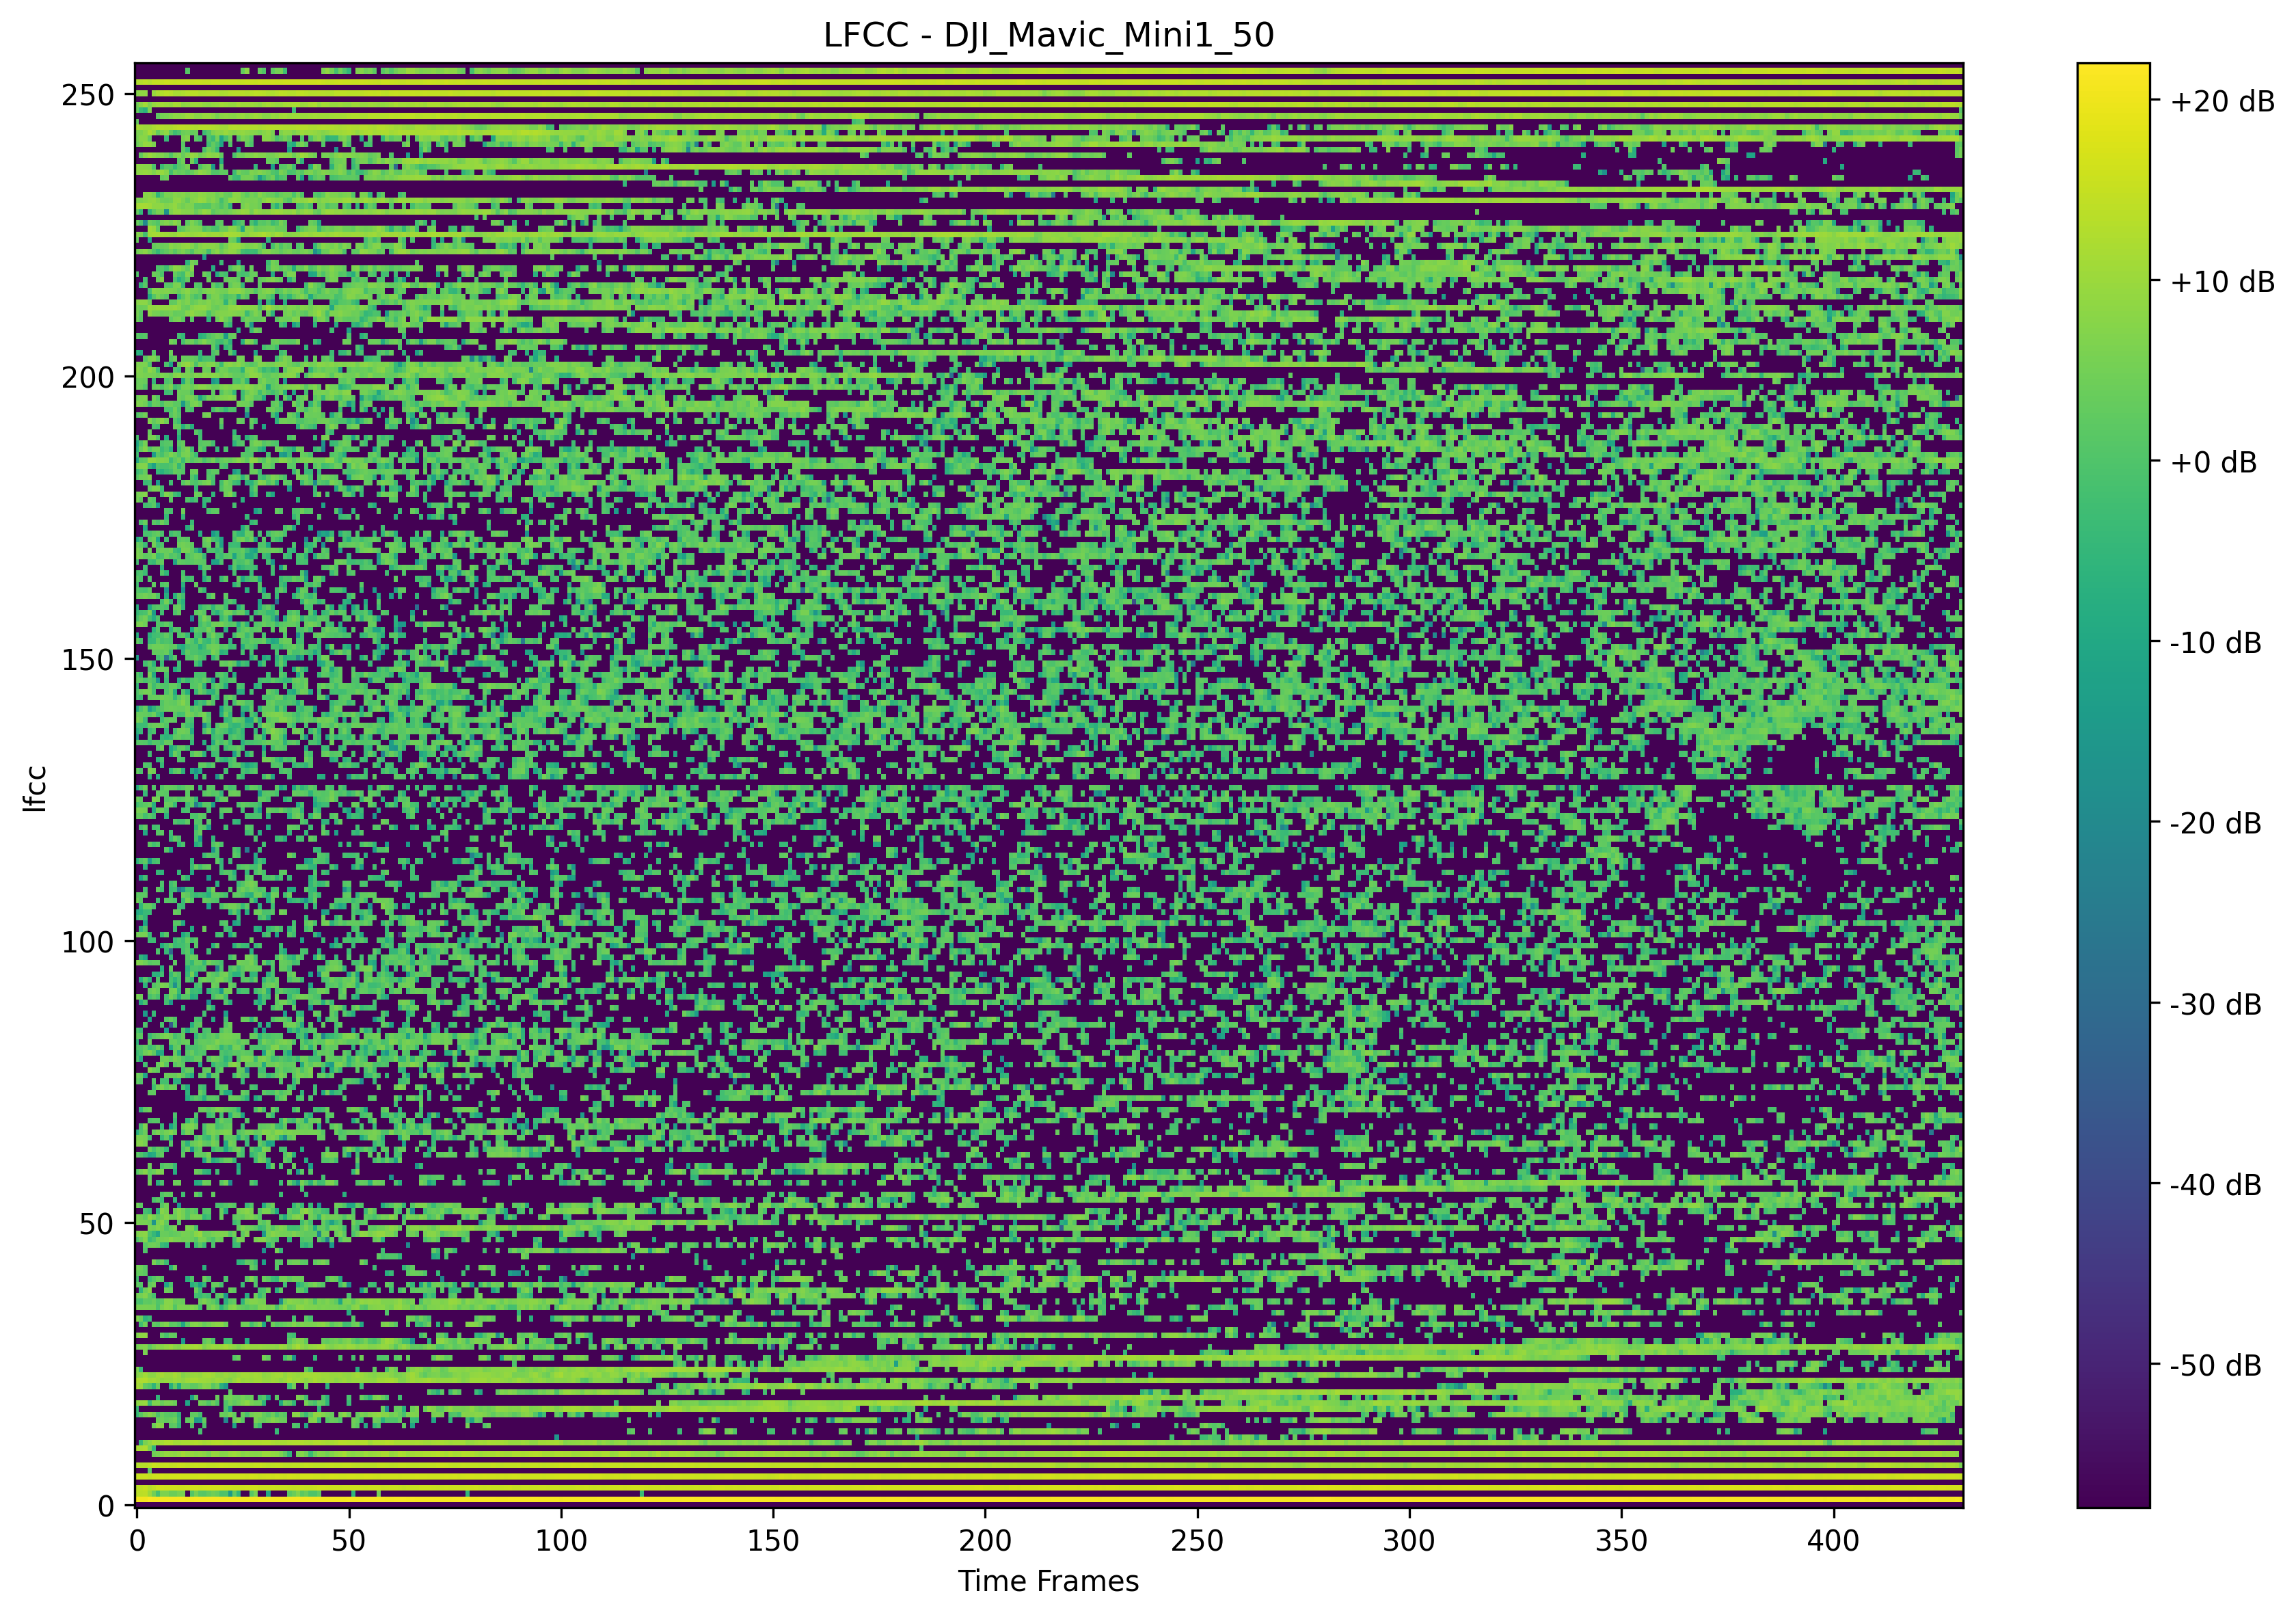 LFCC - DJI_Mavic_Mini1_50
250
200
150
100
50
0
lfcc
0 50 100 150 200 250 300 350 400
Time Frames
+20 dB
+10 dB
+0 dB
-10 dB
-20 dB
-30 dB
-40 dB
-50 dB